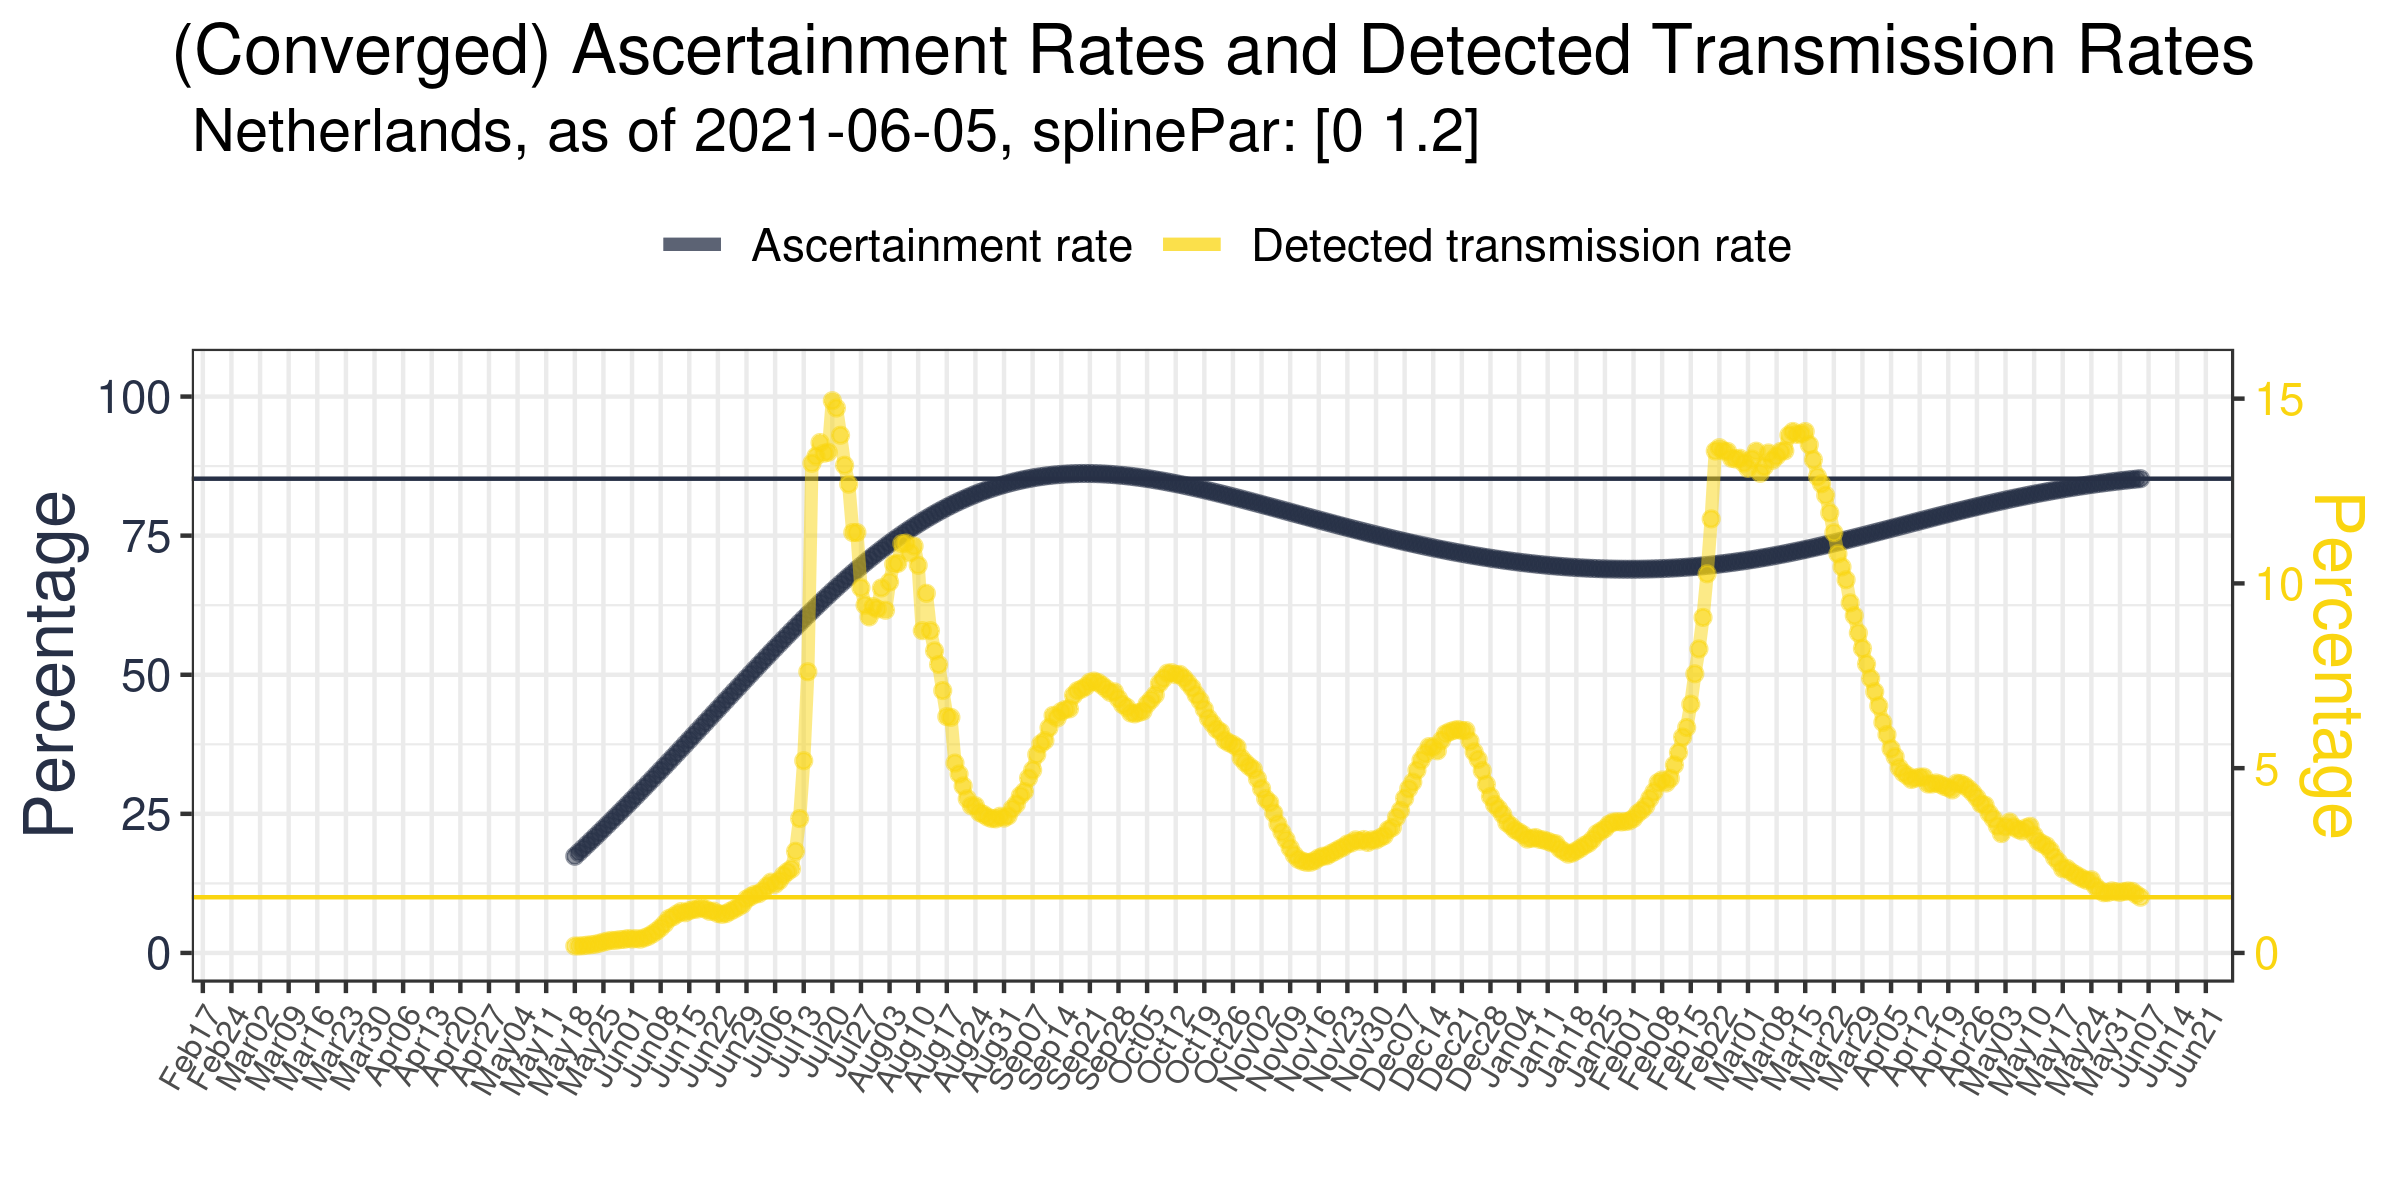 (Converged) Ascertainment Rates and Detected Transmission Rates
Netherlands, as of 2021-06-05, splinePar: [0 1.2]
Ascertainment rate Detected transmission rate
Percentage
100
75
50
25
0
15
10
5
0
Percentage
Feb17 Feb24 Mar02 Mar09 Mar16 Mar23 Mar30 Apr06 Apr13 Apr20 Apr27 May04 May11 May18 May25 Jun01 Jun08 Jun15 Jun22 Jun29 Jul06 Jul13 Jul20 Jul27 Aug03 Aug10 Aug17 Aug24 Aug31 Sep07 Sep14 Sep21 Sep28 Oct05 Oct12 Oct19 Oct26 Nov02 Nov09 Nov16 Nov23 Nov30 Dec07 Dec14 Dec21 Dec28 Jan04 Jan11 Jan18 Jan25 Feb01 Feb08 Feb15 Feb22 Mar01 Mar08 Mar15 Mar22 Mar29 Apr05 Apr12 Apr19 Apr26 May03 May10 May17 May24 May31 Jun07 Jun14 Jun21